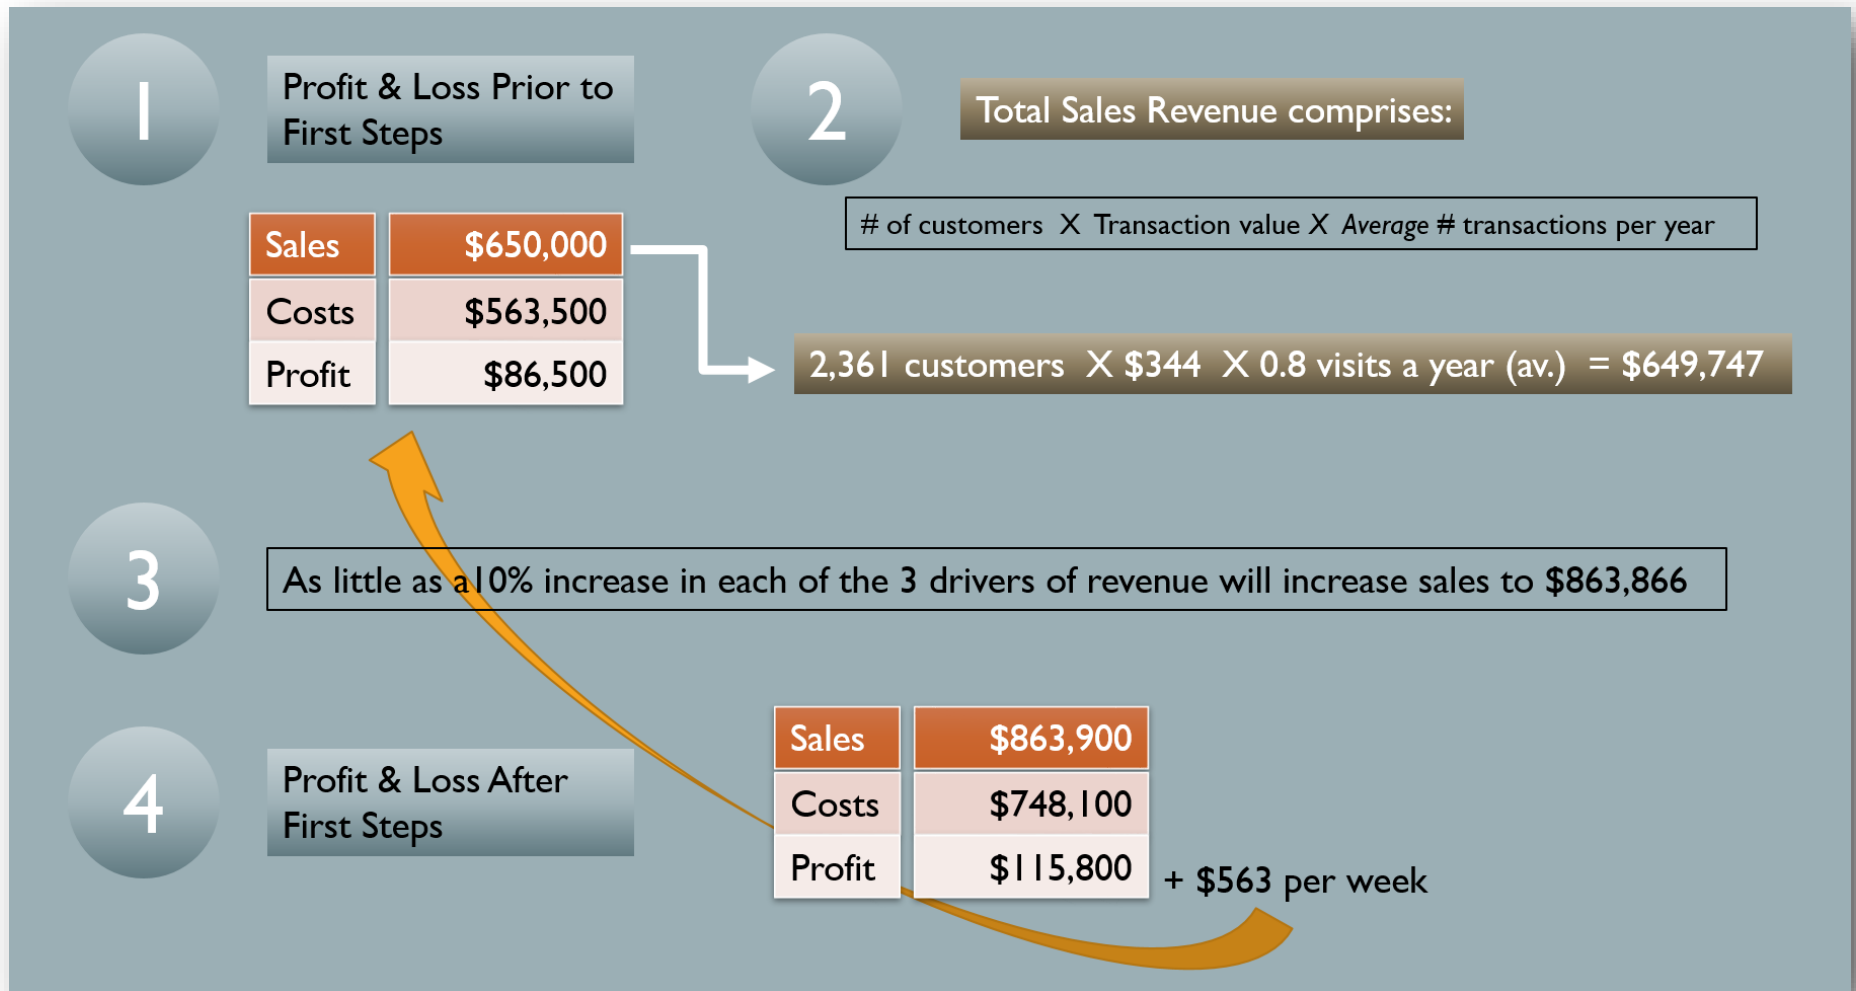 1
Profit & Loss Prior to
First Steps
Sales $650,000
Costs $563,500
Profit $86,500
2
Total Sales Revenue comprises:
# of customers X Transaction value X Average # transactions per year
2,361 customers X $344 X 0.8 visits a year (av.) = $649,747
3
As little as a10% increase in each of the 3 drivers of revenue will increase sales to $863,866
4
Profit & Loss After
First Steps
Sales $863,900
Costs $748,100
Profit $115,800
+ $563 per week